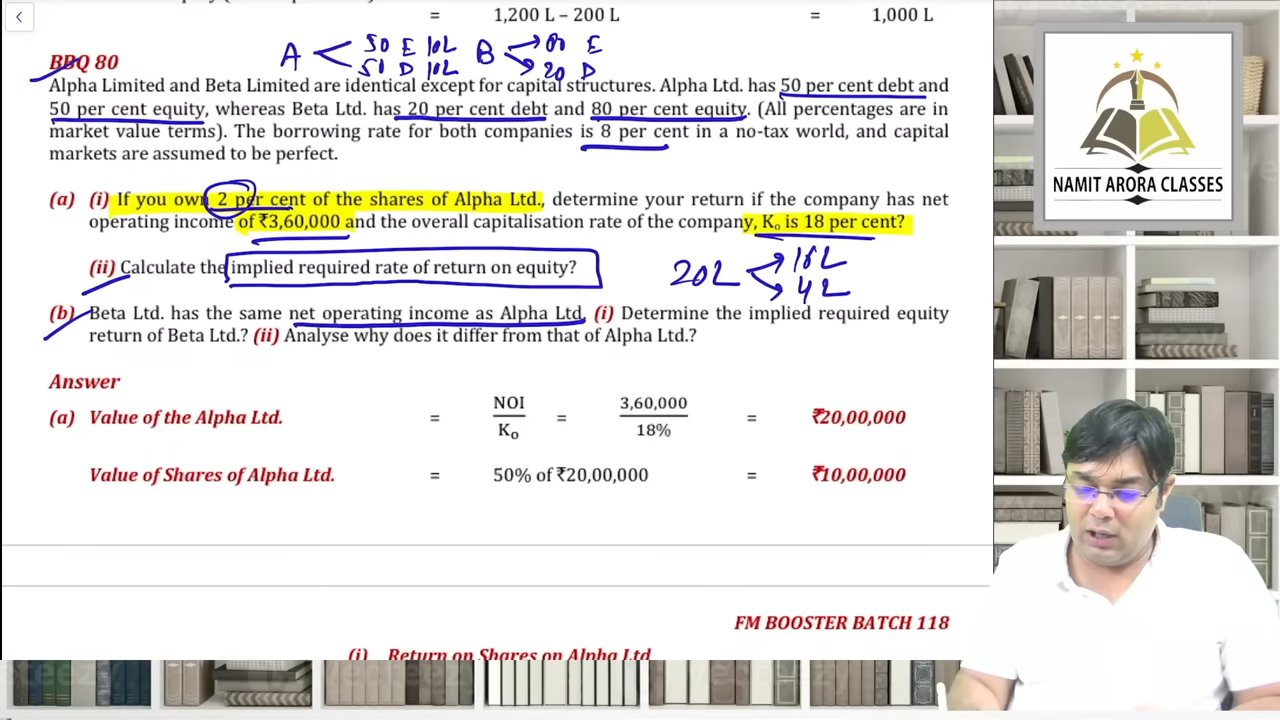 1,200 L – 200 L = 1,000 L
A 50 E 10L B E
50 D 10L 20 D
BBQ 80
Alpha Limited and Beta Limited are identical except for capital structures. Alpha Ltd. has 50 per cent debt and
50 per cent equity, whereas Beta Ltd. has 20 per cent debt and 80 per cent equity. (All percentages are in
market value terms). The borrowing rate for both companies is 8 per cent in a no-tax world, and capital
markets are assumed to be perfect.
(a) (i) If you own 2 per cent of the shares of Alpha Ltd., determine your return if the company has net
operating income of ₹3,60,000 and the overall capitalisation rate of the company, Ko is 18 per cent?
(ii) Calculate the implied required rate of return on equity?
20L 16L
4L
(b) Beta Ltd. has the same net operating income as Alpha Ltd. (i) Determine the implied required equity
return of Beta Ltd.? (ii) Analyse why does it differ from that of Alpha Ltd.?
Answer
(a) Value of the Alpha Ltd. = NOI / Ko = 3,60,000 / 18% = ₹20,00,000
Value of Shares of Alpha Ltd. = 50% of ₹20,00,000 = ₹10,00,000
FM BOOSTER BATCH 118
(i) Return on Shares on Alpha Ltd
NAMIT ARORA CLASSES